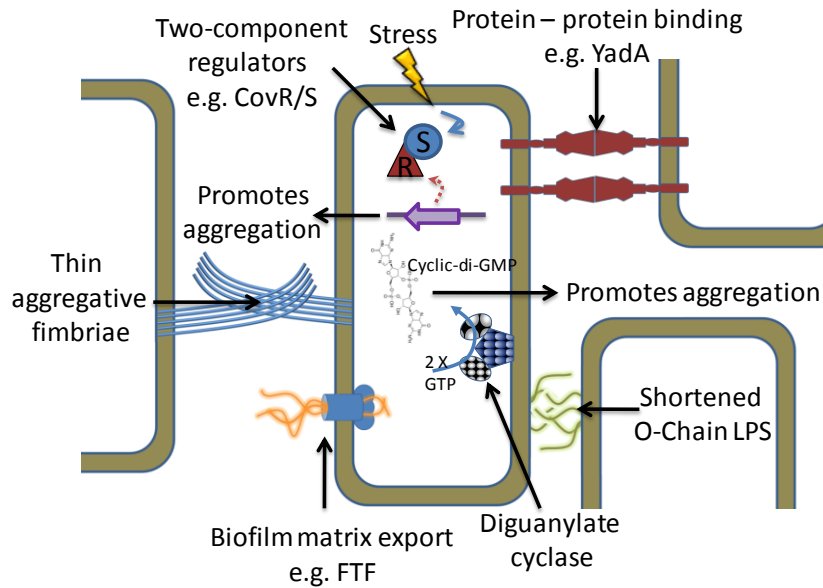 Two-component
regulators
e.g. CovR/S
Stress
Protein – protein binding
e.g. YadA
S
R
Promotes
aggregation
Thin
aggregative
fimbriae
Cyclic-di-GMP
Promotes aggregation
2 X
GTP
Shortened
O-Chain LPS
Biofilm matrix export
e.g. FTF
Diguanylate
cyclase